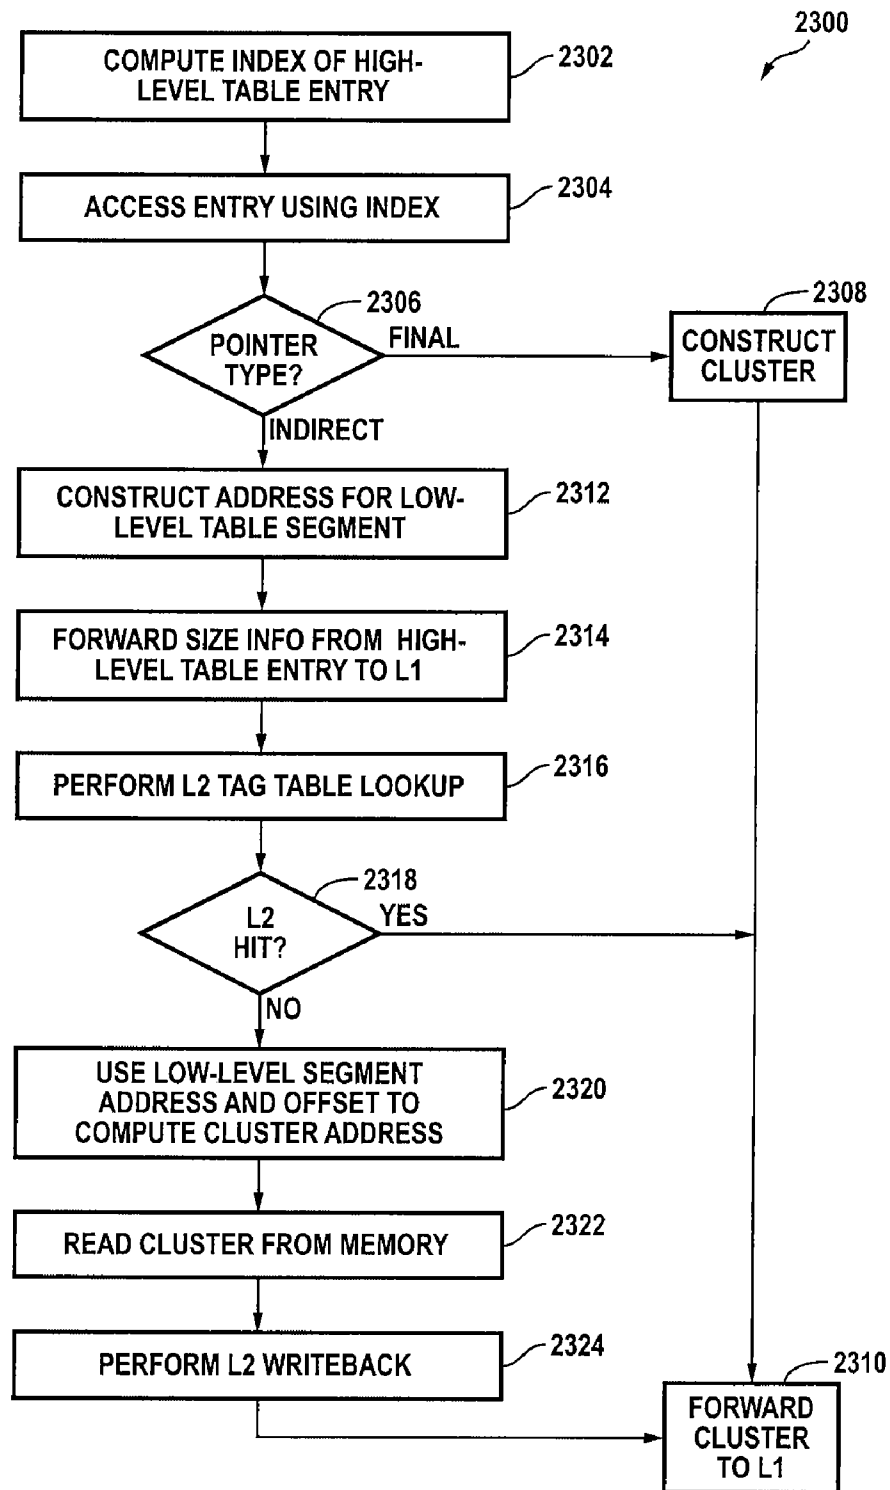 2300
COMPUTE INDEX OF HIGH-
LEVEL TABLE ENTRY
2302
ACCESS ENTRY USING INDEX
2304
2306
POINTER
TYPE?
FINAL
INDIRECT
2308
CONSTRUCT
CLUSTER
CONSTRUCT ADDRESS FOR LOW-
LEVEL TABLE SEGMENT
2312
FORWARD SIZE INFO FROM HIGH-
LEVEL TABLE ENTRY TO L1
2314
PERFORM L2 TAG TABLE LOOKUP
2316
2318
L2
HIT?
YES
NO
USE LOW-LEVEL SEGMENT
ADDRESS AND OFFSET TO
COMPUTE CLUSTER ADDRESS
2320
READ CLUSTER FROM MEMORY
2322
PERFORM L2 WRITEBACK
2324
2310
FORWARD
CLUSTER
TO L1